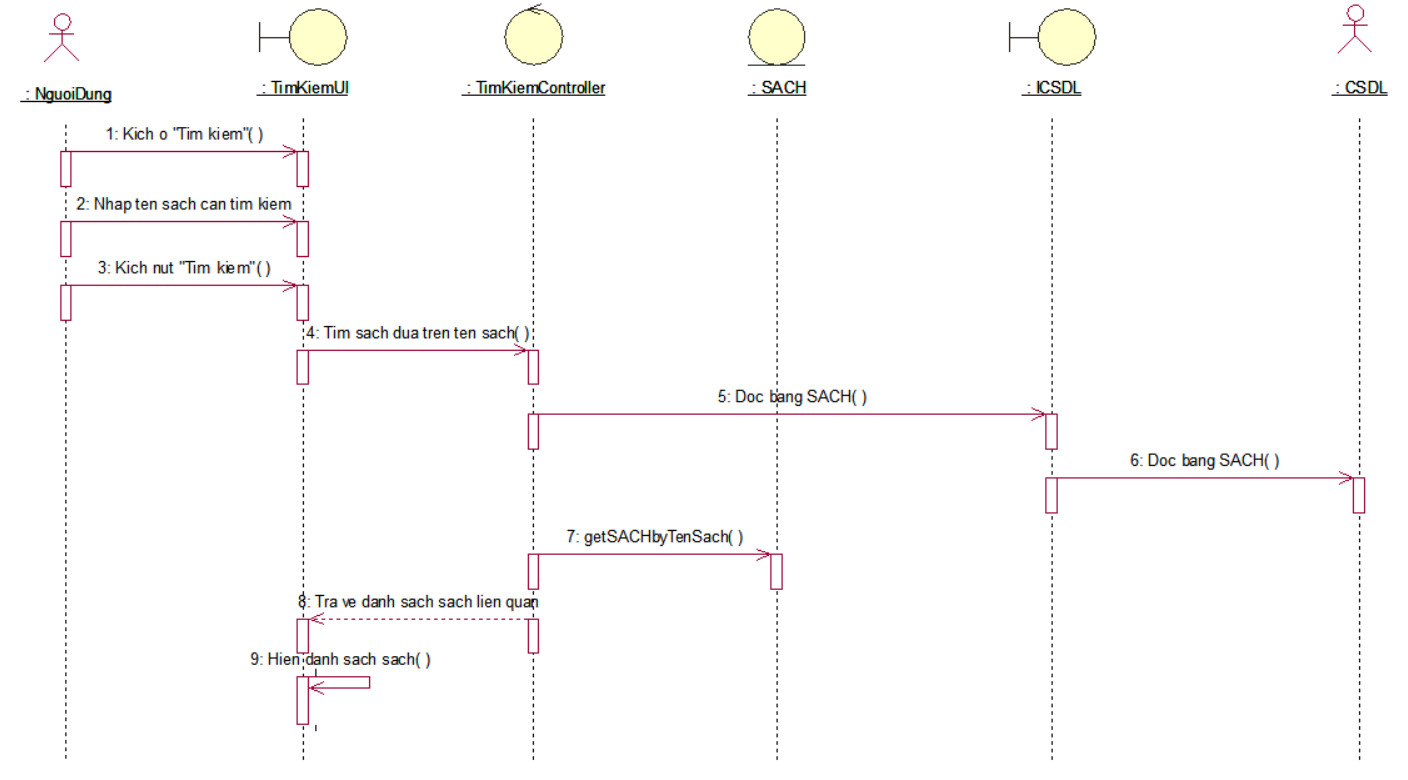 : NguoiDung
: TimKiemUI
: TimKiemController
: SACH
: ICSDL
: CSDL
1: Kich o "Tim kiem"( )
2: Nhap ten sach can tim kiem
3: Kich nut "Tim kiem"( )
4: Tim sach dua tren ten sach( )
5: Doc bang SACH( )
6: Doc bang SACH( )
7: getSACHbyTenSach( )
8: Tra ve danh sach sach lien quan
9: Hien danh sach sach( )